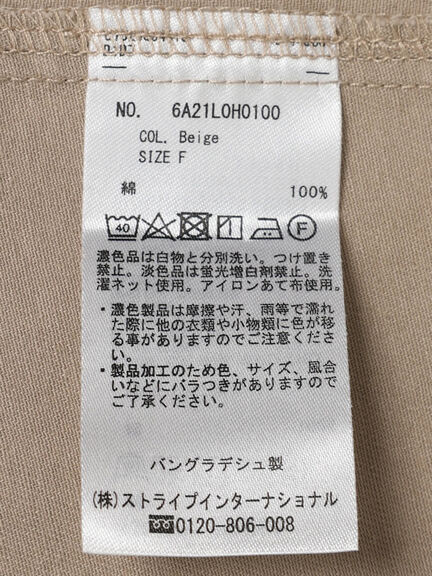 NO. 6A21L0H0100
COL. Beige
SIZE F
綿 100%
40 F
濃色品は白物と分別洗い。つけ置き
禁止。淡色品は蛍光増白剤禁止。洗
濯ネット使用。アイロンあて布使用。
・濃色製品は摩擦や汗、雨等で濡れ
た際に他の衣類や小物類に色が移
る事がありますのでご注意ください。
・製品加工のため色、サイズ、風合
いなどにバラつきがありますので
ご了承ください。
バングラデシュ製
(株)ストライプインターナショナル
0120-806-008